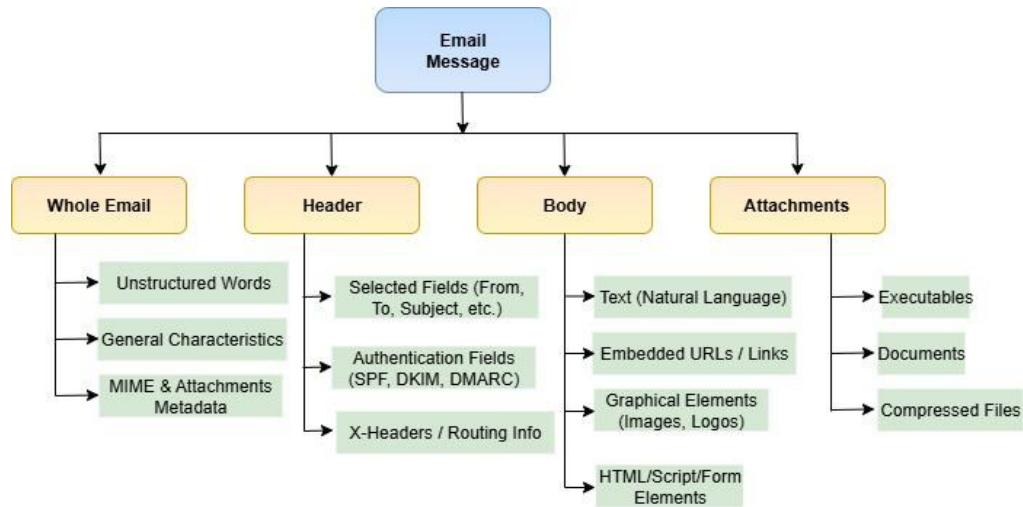 Email
Message
Whole Email
Header
Body
Attachments
Unstructured Words
General Characteristics
MIME & Attachments
Metadata
Selected Fields (From,
To, Subject, etc.)
Authentication Fields
(SPF, DKIM, DMARC)
X-Headers / Routing Info
Text (Natural Language)
Embedded URLs / Links
Graphical Elements
(Images, Logos)
HTML/Script/Form
Elements
Executables
Documents
Compressed Files